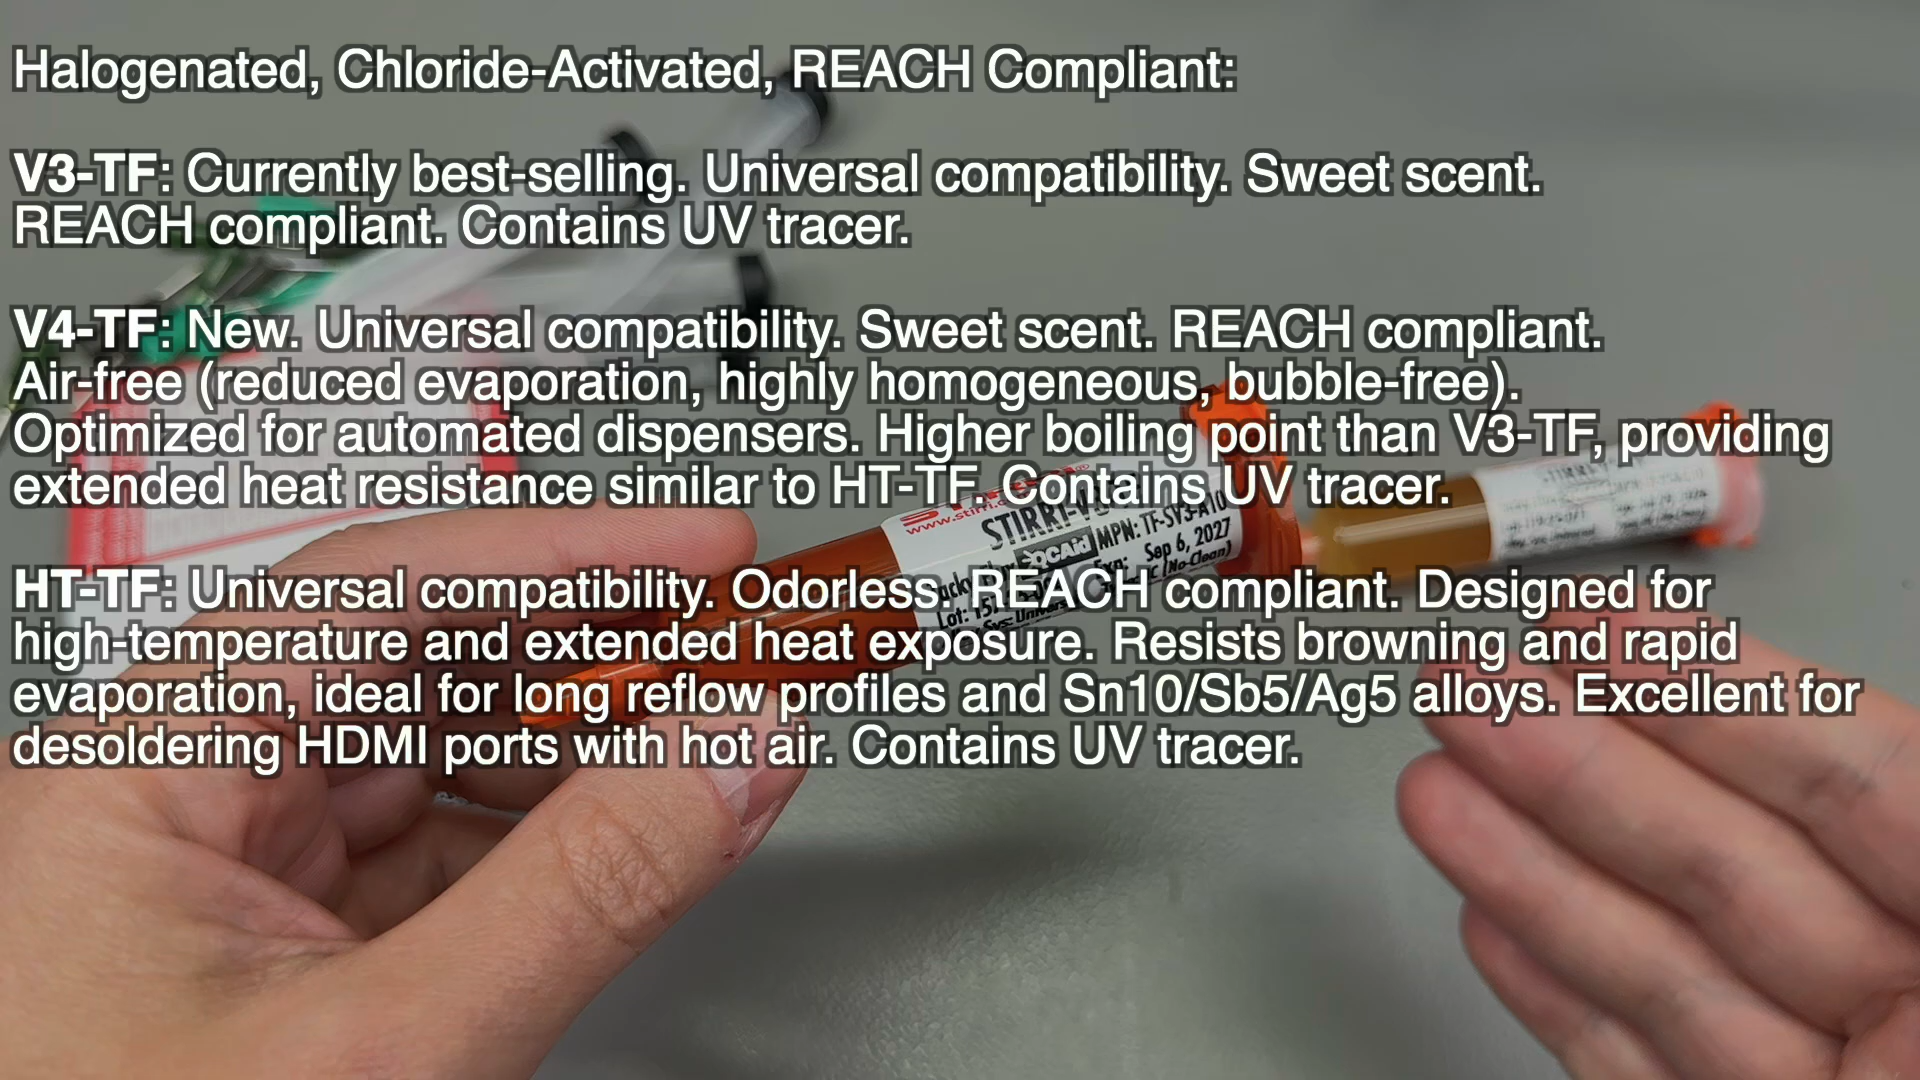 Halogenated, Chloride-Activated, REACH Compliant:
V3-TF: Currently best-selling. Universal compatibility. Sweet scent.
REACH compliant. Contains UV tracer.
V4-TF: New. Universal compatibility. Sweet scent. REACH compliant.
Air-free (reduced evaporation, highly homogeneous, bubble-free).
Optimized for automated dispensers. Higher boiling point than V3-TF, providing
extended heat resistance similar to HT-TF. Contains UV tracer.
HT-TF: Universal compatibility. Odorless. REACH compliant. Designed for
high-temperature and extended heat exposure. Resists browning and rapid
evaporation, ideal for long reflow profiles and Sn10/Sb5/Ag5 alloys. Excellent for
desoldering HDMI ports with hot air. Contains UV tracer.
MPN: TF-SV3-A10
Sep 6, 2027
(No-Clean)